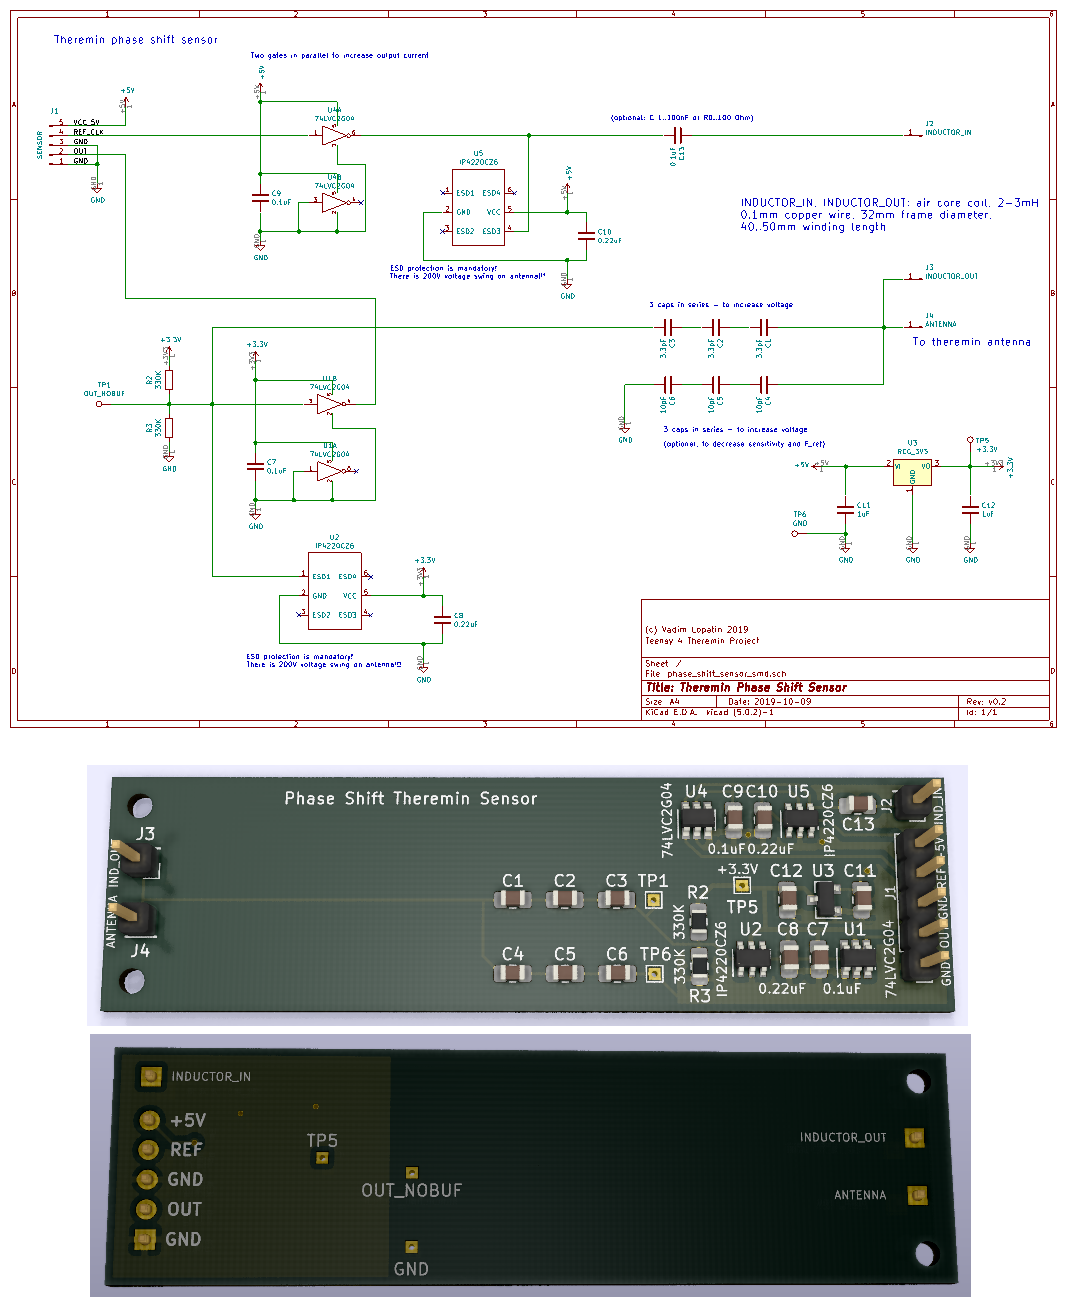 Theremin phase shift sensor
Two gates in parallel to increase output current
J1
SENSOR
5 VCC_5V
4 REF_CLK
3 GND
2 OUT
1 GND
+5V
GND
+5V
U4A
74LVC2G04
U4B
74LVC2G04
C9
0.1uF
GND
U5
IP4220CZ6
ESD1
ESD4
GND
VCC
ESD2
ESD3
+5V
C10
0.22uF
GND
ESD protection is mandatory!
There is 200V voltage swing on antenna!
(optional: C 1..100nF or R0..100 Ohm)
0.1uF
C13
J2
INDUCTOR_IN
INDUCTOR_IN, INDUCTOR_OUT: air core coil, 2-3mH
0.1mm copper wire, 32mm frame diameter,
40..50mm winding length
J3
INDUCTOR_OUT
J4
ANTENNA
To theremin antenna
3 caps in series - to increase voltage
3.3pF C3
3.3pF C2
3.3pF C1
10pF C6
10pF C5
10pF C4
GND
3 caps in series - to increase voltage
(optional, to decrease sensitivity and F_ref)
TP1
OUT_NOBUF
+3.3V
R2
330K
R3
330K
GND
+3.3V
U1B
74LVC2G04
C7
0.1uF
U1A
74LVC2G04
GND
U2
IP4220CZ6
ESD1
ESD4
GND
VCC
ESD2
ESD3
+3.3V
C8
0.22uF
GND
ESD protection is mandatory!
There is 200V voltage swing on antenna!
+5V
U3
REG_3V3
VI
VO
GND
TP5
+3.3V
+3.3V
C11
1uF
C12
1uF
TP6
GND
GND
GND
GND
(c) Vadim Lopatin 2019
Teensy 4 Theremin Project
Sheet: /
File: phase_shift_sensor_smd.sch
Title: Theremin Phase Shift Sensor
Size: A4
Date: 2019-10-09
Rev: v0.2
KiCad E.D.A. kicad (5.0.2)-1
Id: 1/1
Phase Shift Theremin Sensor
J3
IND_OUT
ANTENNA
J4
C1
C2
C3
TP1
C4
C5
C6
TP6
U4
C9
C10
U5
74LVC2G04
0.1uF
0.22uF
IP4220CZ6
C13
J2
IND_IN
+3.3V
TP5
C12
U3
C11
R2
330K
330K
R3
IP4220CZ6
U2
C8
C7
U1
0.22uF
0.1uF
74LVC2G04
J1
+5V
REF
GND
OUT
GND
INDUCTOR_IN
+5V
REF
GND
OUT
GND
TP5
OUT_NOBUF
GND
INDUCTOR_OUT
ANTENNA